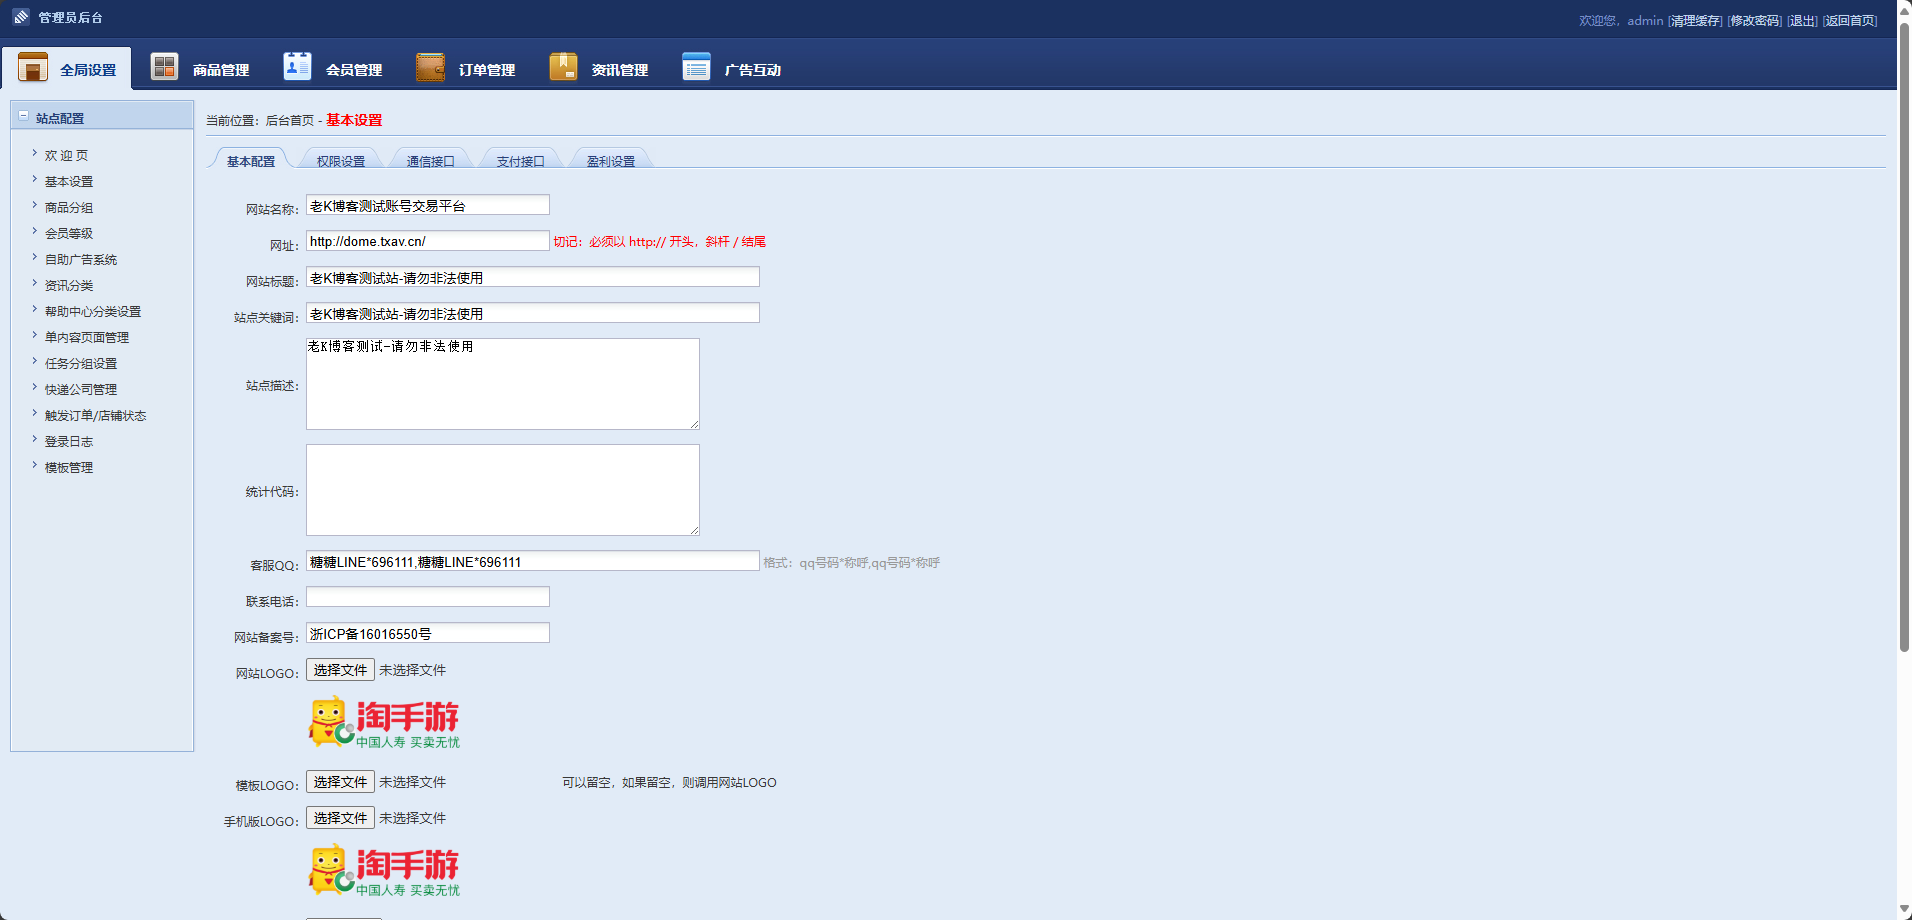 管理员后台
欢迎您，admin [清理缓存] [修改密码] [退出] [返回首页]
全局设置
商品管理
会员管理
订单管理
资讯管理
广告互动
站点配置
欢 迎 页
基本设置
商品分组
会员等级
自助广告系统
资讯分类
帮助中心分类设置
单内容页面管理
任务分组设置
快递公司管理
触发订单/店铺状态
登录日志
模板管理
当前位置：后台首页 - 基本设置
基本配置
权限设置
通信接口
支付接口
盈利设置
网站名称： 老K博客测试账号交易平台
网址： http://dome.txav.cn/ 切记：必须以 http:// 开头，斜杆 / 结尾
网站标题： 老K博客测试站-请勿非法使用
站点关键词： 老K博客测试站-请勿非法使用
站点描述： 老K博客测试-请勿非法使用
统计代码：
客服QQ： 糖糖LINE*696111,糖糖LINE*696111 格式：qq号码*称呼,qq号码*称呼
联系电话：
网站备案号： 浙ICP备16016550号
网站LOGO： 选择文件 未选择文件
淘手游
中国人寿 买卖无忧
模板LOGO： 选择文件 未选择文件 可以留空，如果留空，则调用网站LOGO
手机版LOGO： 选择文件 未选择文件
淘手游
中国人寿 买卖无忧